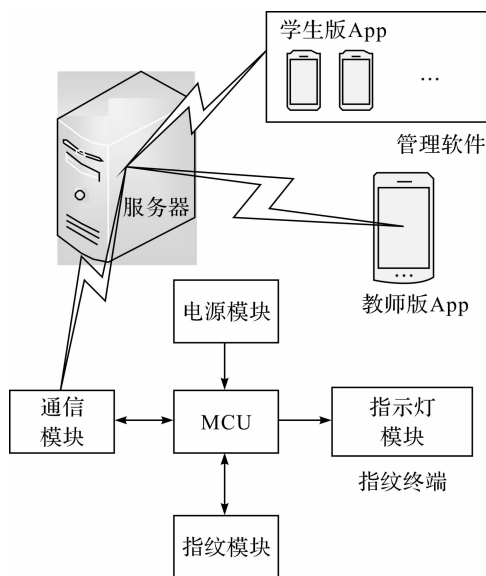 学生版App
...
管理软件
服务器
教师版App
电源模块
通信
模块
MCU
指示灯
模块
指纹终端
指纹模块